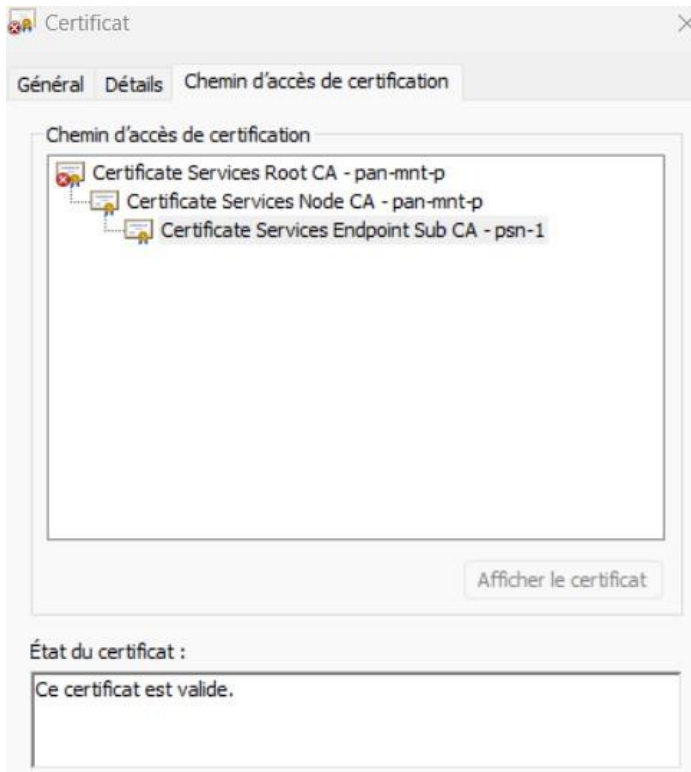 Certificat
Général Détails Chemin d’accès de certification
Chemin d’accès de certification
Certificate Services Root CA - pan-mnt-p
Certificate Services Node CA - pan-mnt-p
Certificate Services Endpoint Sub CA - psn-1
Afficher le certificat
État du certificat :
Ce certificat est valide.